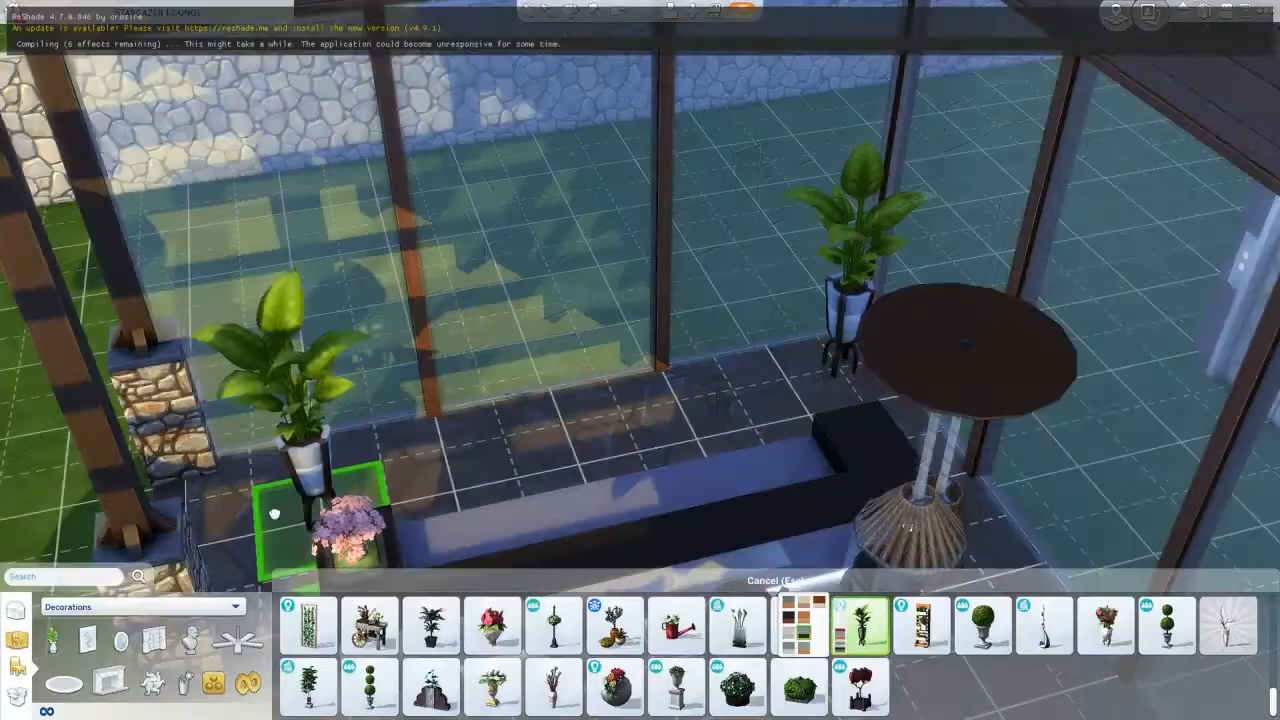 ReShade 4.7.0.846 by crosire
STARGAZER LOUNGE
An update is available! Please visit https://reshade.me and install the new version (v4.9.1)
Compiling (6 effects remaining) ... This might take a while. The application could become unresponsive for some time.
Search
Cancel (Esc)
Decorations